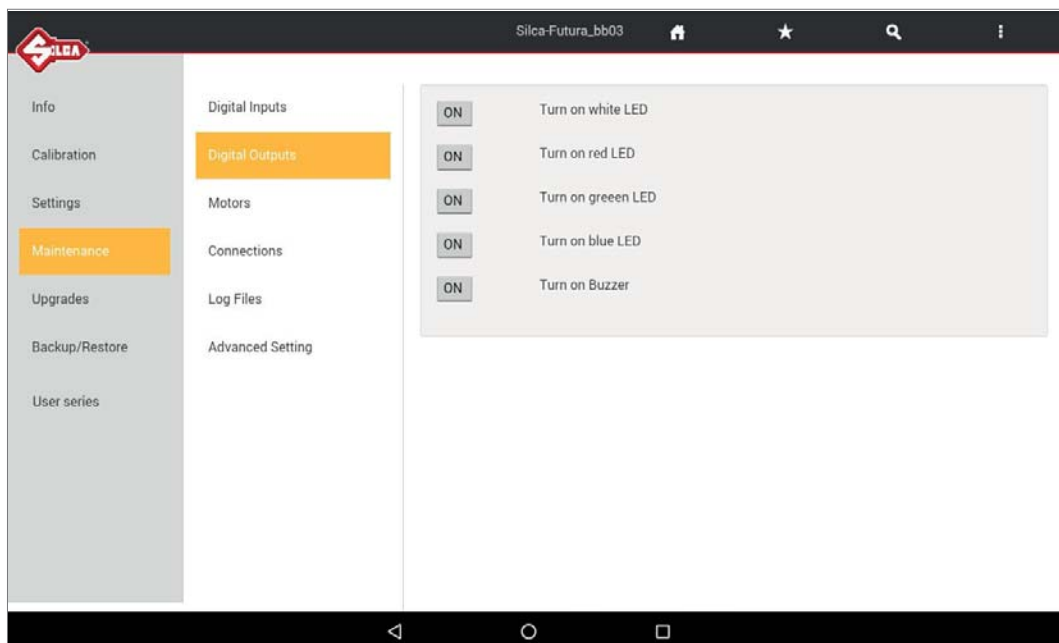 SILCA
Silca-Futura_bb03
Info
Calibration
Settings
Maintenance
Upgrades
Backup/Restore
User series
Digital Inputs
Digital Outputs
Motors
Connections
Log Files
Advanced Setting
ON Turn on white LED
ON Turn on red LED
ON Turn on greeen LED
ON Turn on blue LED
ON Turn on Buzzer